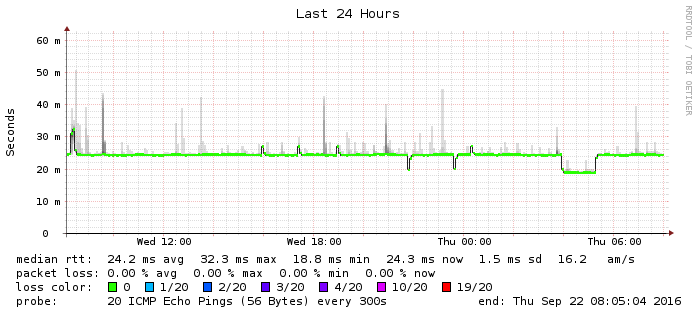 Last 24 Hours
RRDTOOL / TOBI OETIKER
Seconds
60 m
50 m
40 m
30 m
20 m
10 m
0
Wed 12:00 Wed 18:00 Thu 00:00 Thu 06:00
median rtt: 24.2 ms avg 32.3 ms max 18.8 ms min 24.3 ms now 1.5 ms sd 16.2 am/s
packet loss: 0.00 % avg 0.00 % max 0.00 % min 0.00 % now
loss color: 0 1/20 2/20 3/20 4/20 10/20 19/20
probe: 20 ICMP Echo Pings (56 Bytes) every 300s end: Thu Sep 22 08:05:04 2016